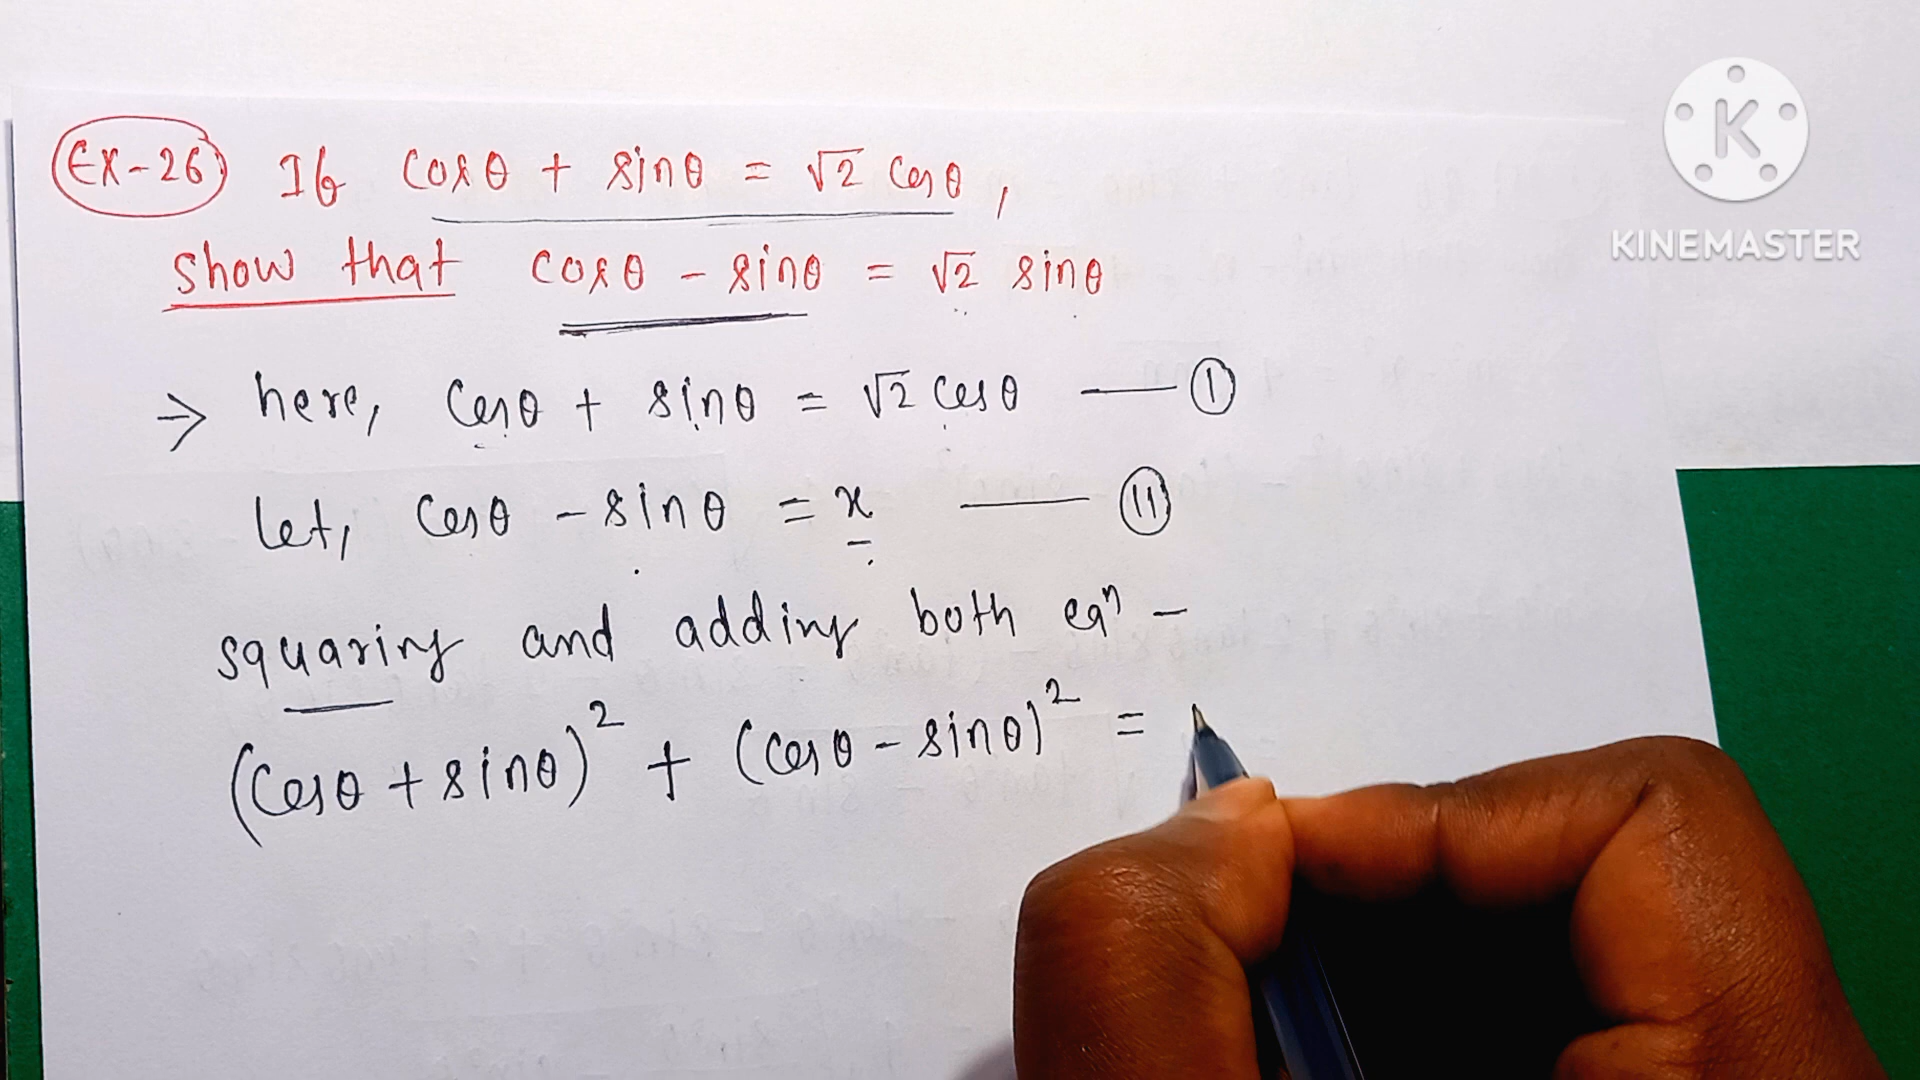 Ex-26 If cosθ + sinθ = √2 cosθ,
show that cosθ - sinθ = √2 sinθ
→ here, cosθ + sinθ = √2 cosθ —— (I)
let, cosθ - sinθ = x —— (II)
squaring and adding both eqⁿ -
(cosθ + sinθ)² + (cosθ - sinθ)² =
K
KINEMASTER